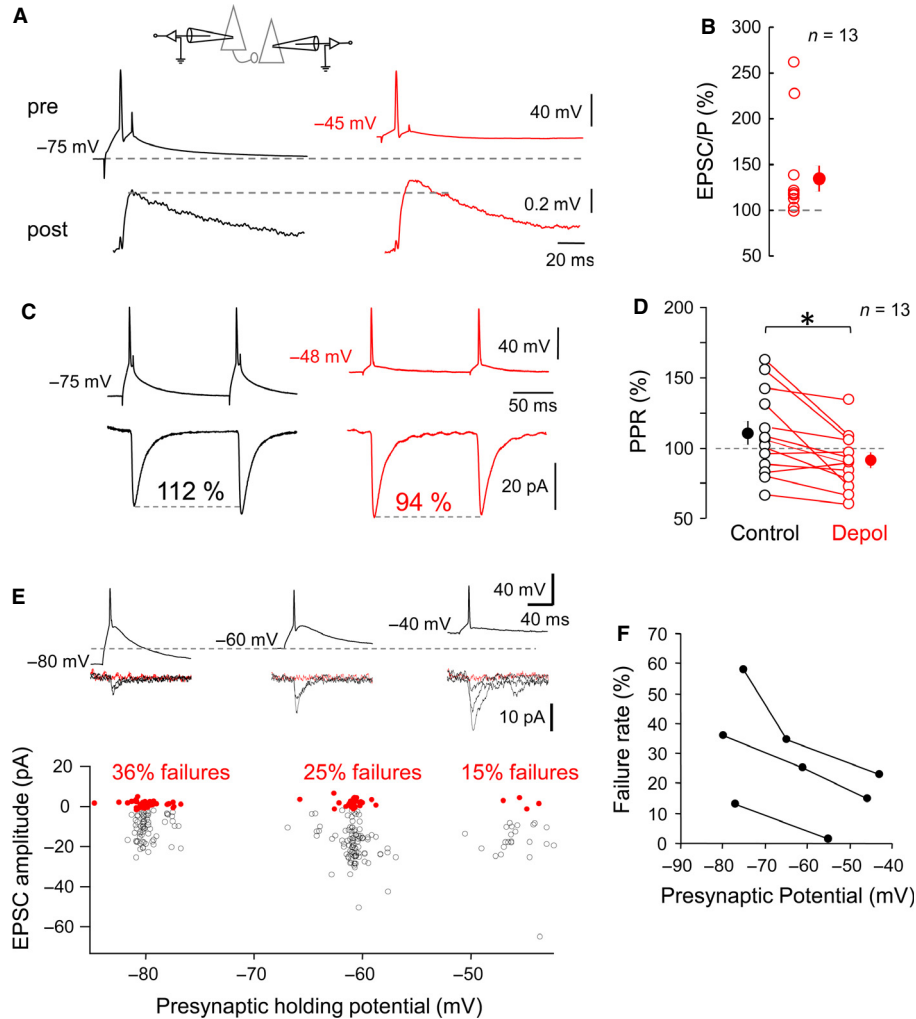 A
pre
−75 mV
−45 mV
40 mV
post
0.2 mV
20 ms
B
n = 13
EPSC/P (%)
300
250
200
150
100
50
C
−75 mV
−48 mV
40 mV
50 ms
112 %
94 %
20 pA
D
n = 13
*
PPR (%)
200
150
100
50
Control
Depol
E
−80 mV
−60 mV
−40 mV
40 mV
40 ms
10 pA
36% failures
25% failures
15% failures
EPSC amplitude (pA)
20
0
−20
−40
−60
−80
−70
−60
−50
Presynaptic holding potential (mV)
F
Failure rate (%)
70
60
50
40
30
20
10
0
−90
−80
−70
−60
−50
−40
Presynaptic Potential (mV)